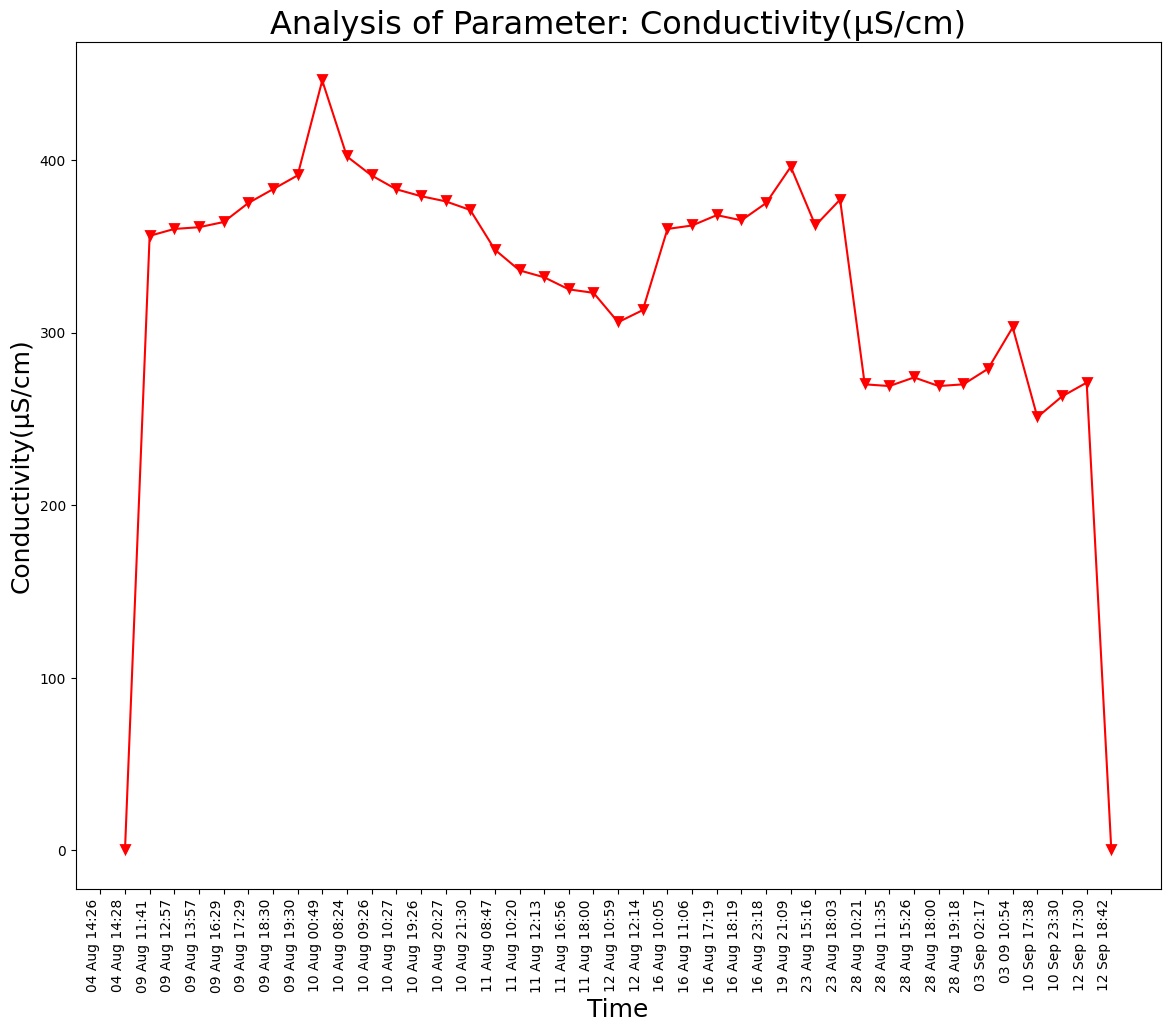 Analysis of Parameter: Conductivity(µS/cm)
Conductivity(µS/cm)
400
300
200
100
0
04 Aug 14:26
04 Aug 14:28
09 Aug 11:41
09 Aug 12:57
09 Aug 13:57
09 Aug 16:29
09 Aug 17:29
09 Aug 18:30
09 Aug 19:30
10 Aug 00:49
10 Aug 08:24
10 Aug 09:26
10 Aug 10:27
10 Aug 19:26
10 Aug 20:27
10 Aug 21:30
11 Aug 08:47
11 Aug 10:20
11 Aug 12:13
11 Aug 16:56
11 Aug 18:00
12 Aug 10:59
12 Aug 12:14
16 Aug 10:05
16 Aug 11:06
16 Aug 17:19
16 Aug 18:19
16 Aug 23:18
19 Aug 21:09
23 Aug 15:16
23 Aug 18:03
28 Aug 10:21
28 Aug 11:35
28 Aug 15:26
28 Aug 18:00
28 Aug 19:18
03 Sep 02:17
03 09 10:54
10 Sep 17:38
10 Sep 23:30
12 Sep 17:30
12 Sep 18:42
Time